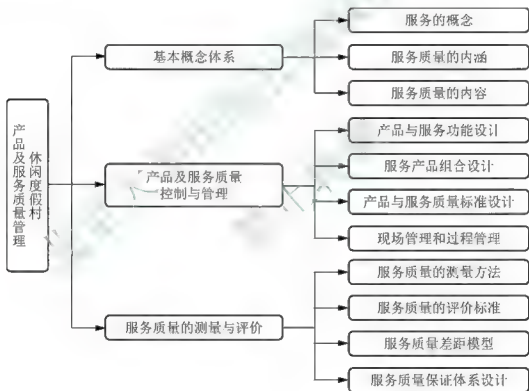 休闲度假村
产品及服务质量管理
基本概念体系
服务的概念
服务质量的内涵
服务质量的内容
产品及服务质量
控制与管理
产品与服务功能设计
服务产品组合设计
产品与服务质量标准设计
现场管理和过程管理
服务质量的测量与评价
服务质量的测量方法
服务质量的评价标准
服务质量差距模型
服务质量保证体系设计